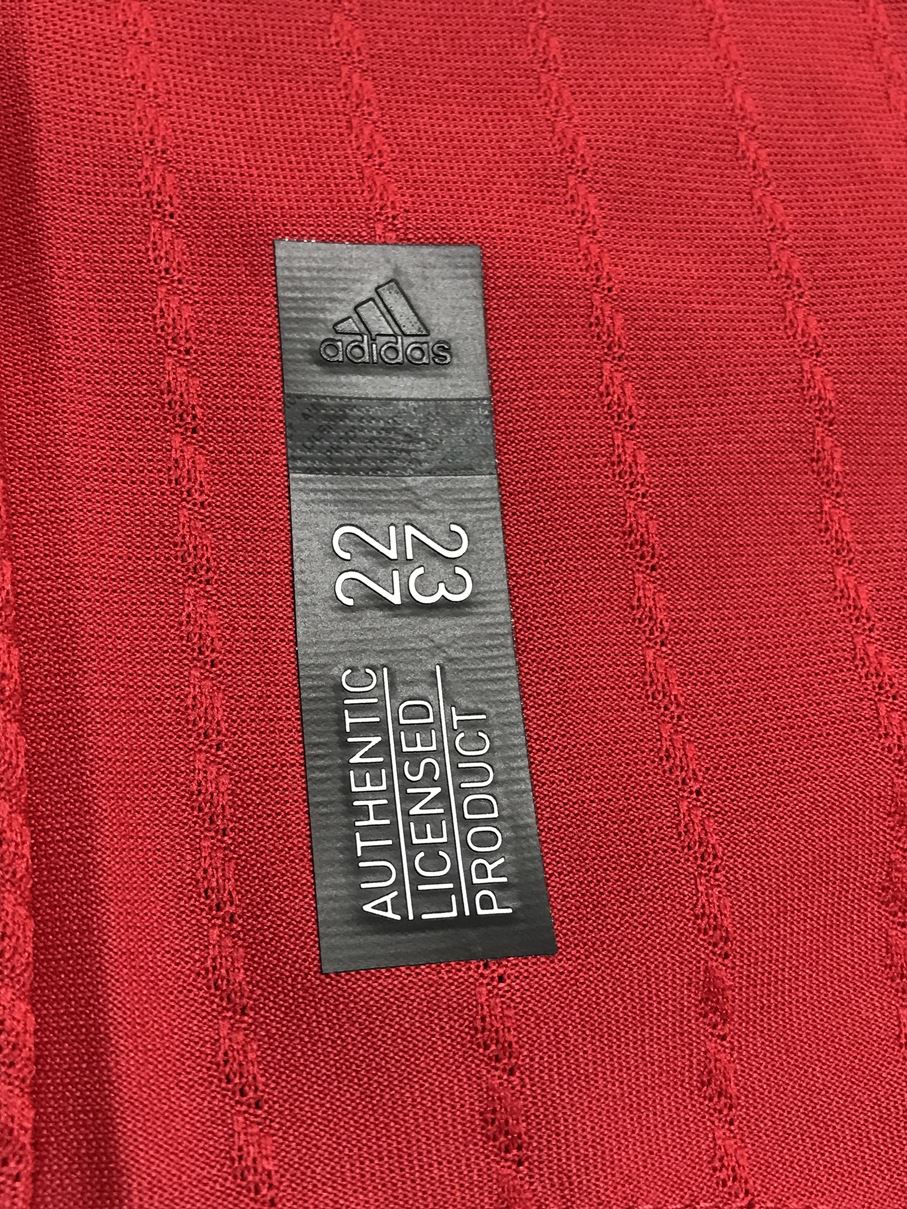 adidas
22
23
AUTHENTIC
LICENSED
PRODUCT